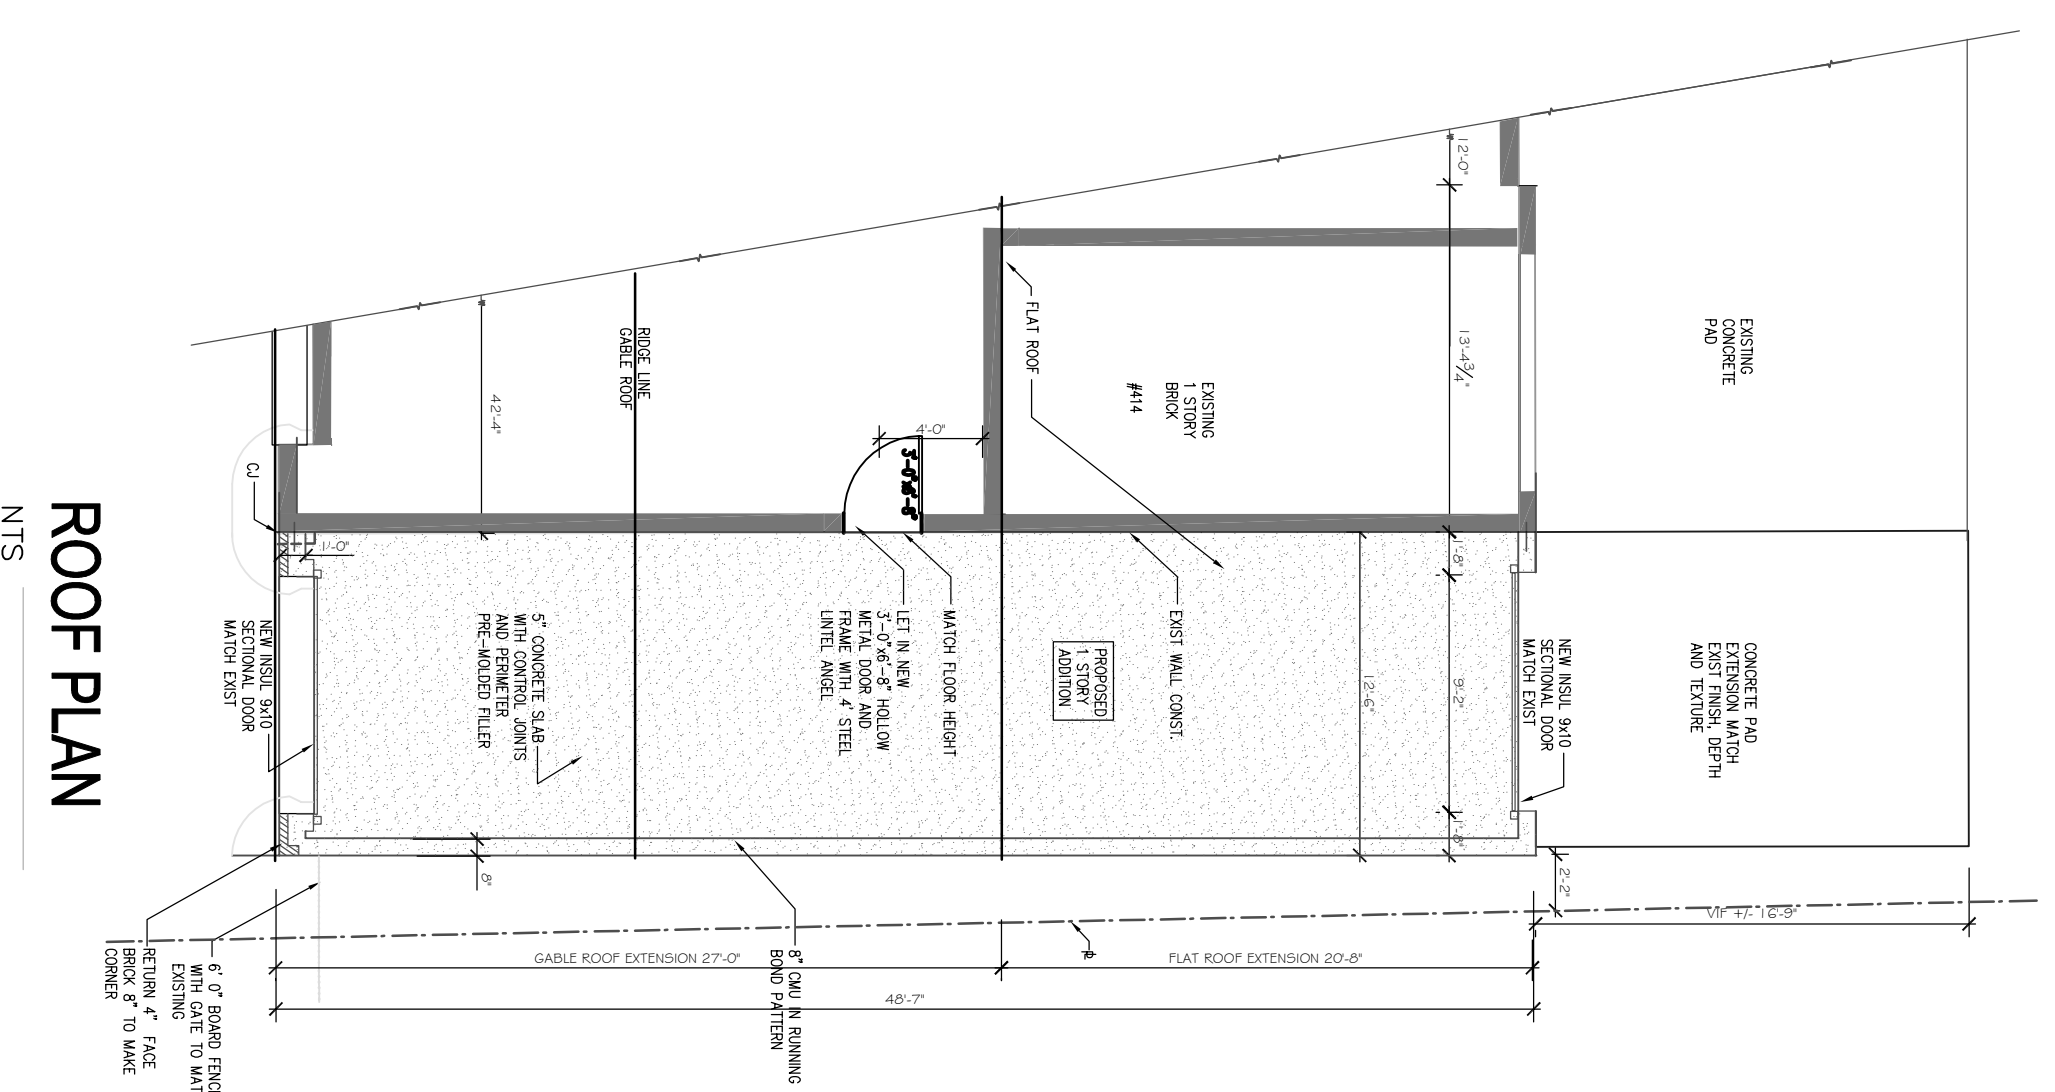 ROOF PLAN
NTS
EXISTING
CONCRETE
PAD
CONCRETE PAD
EXTENSION MATCH
EXIST FINISH, DEPTH
AND TEXTURE
NEW INSUL 9x10
SECTIONAL DOOR
MATCH EXIST
12'-0"
13'-4 3/4"
1'-8"
9'-2"
1'-8"
12'-6"
2'-2"
VIF +/- 16'-9"
EXISTING
1 STORY
BRICK
#414
EXIST WALL CONST.
PROPOSED
1 STORY
ADDITION
FLAT ROOF
MATCH FLOOR HEIGHT
4'-0"
3'-0"x6'-8"
LET IN NEW
3'-0"x6'-8" HOLLOW
METAL DOOR AND
FRAME WITH 4' STEEL
LINTEL ANGEL
RIDGE LINE
GABLE ROOF
5" CONCRETE SLAB
WITH CONTROL JOINTS
AND PERIMETER
PRE-MOLDED FILLER
42'-4"
8"
1'-0"
CJ
NEW INSUL 9x10
SECTIONAL DOOR
MATCH EXIST
PL
8" CMU IN RUNNING
BOND PATTERN
GABLE ROOF EXTENSION 27'-0"
FLAT ROOF EXTENSION 20'-8"
48'-7"
6' 0" BOARD FENC
WITH GATE TO MAT
EXISTING
RETURN 4" FACE
BRICK 8" TO MAKE
CORNER